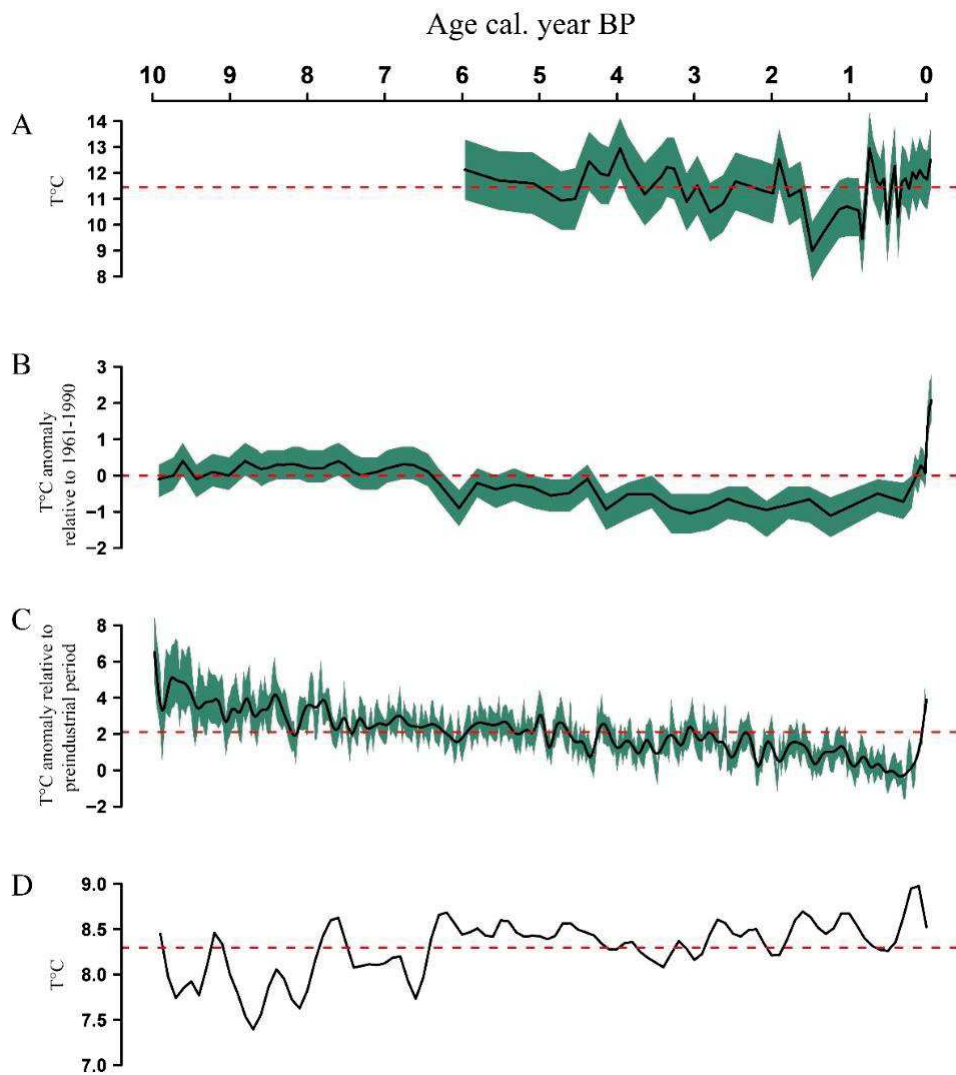 Age cal. year BP
10 9 8 7 6 5 4 3 2 1 0
A
14
13
12
11
10
9
8
T°C
B
3
2
1
0
−1
−2
T°C anomaly
relative to 1961-1990
C
8
6
4
2
0
−2
T°C anomaly relative to
preindustrial period
D
9.0
8.5
8.0
7.5
7.0
T°C